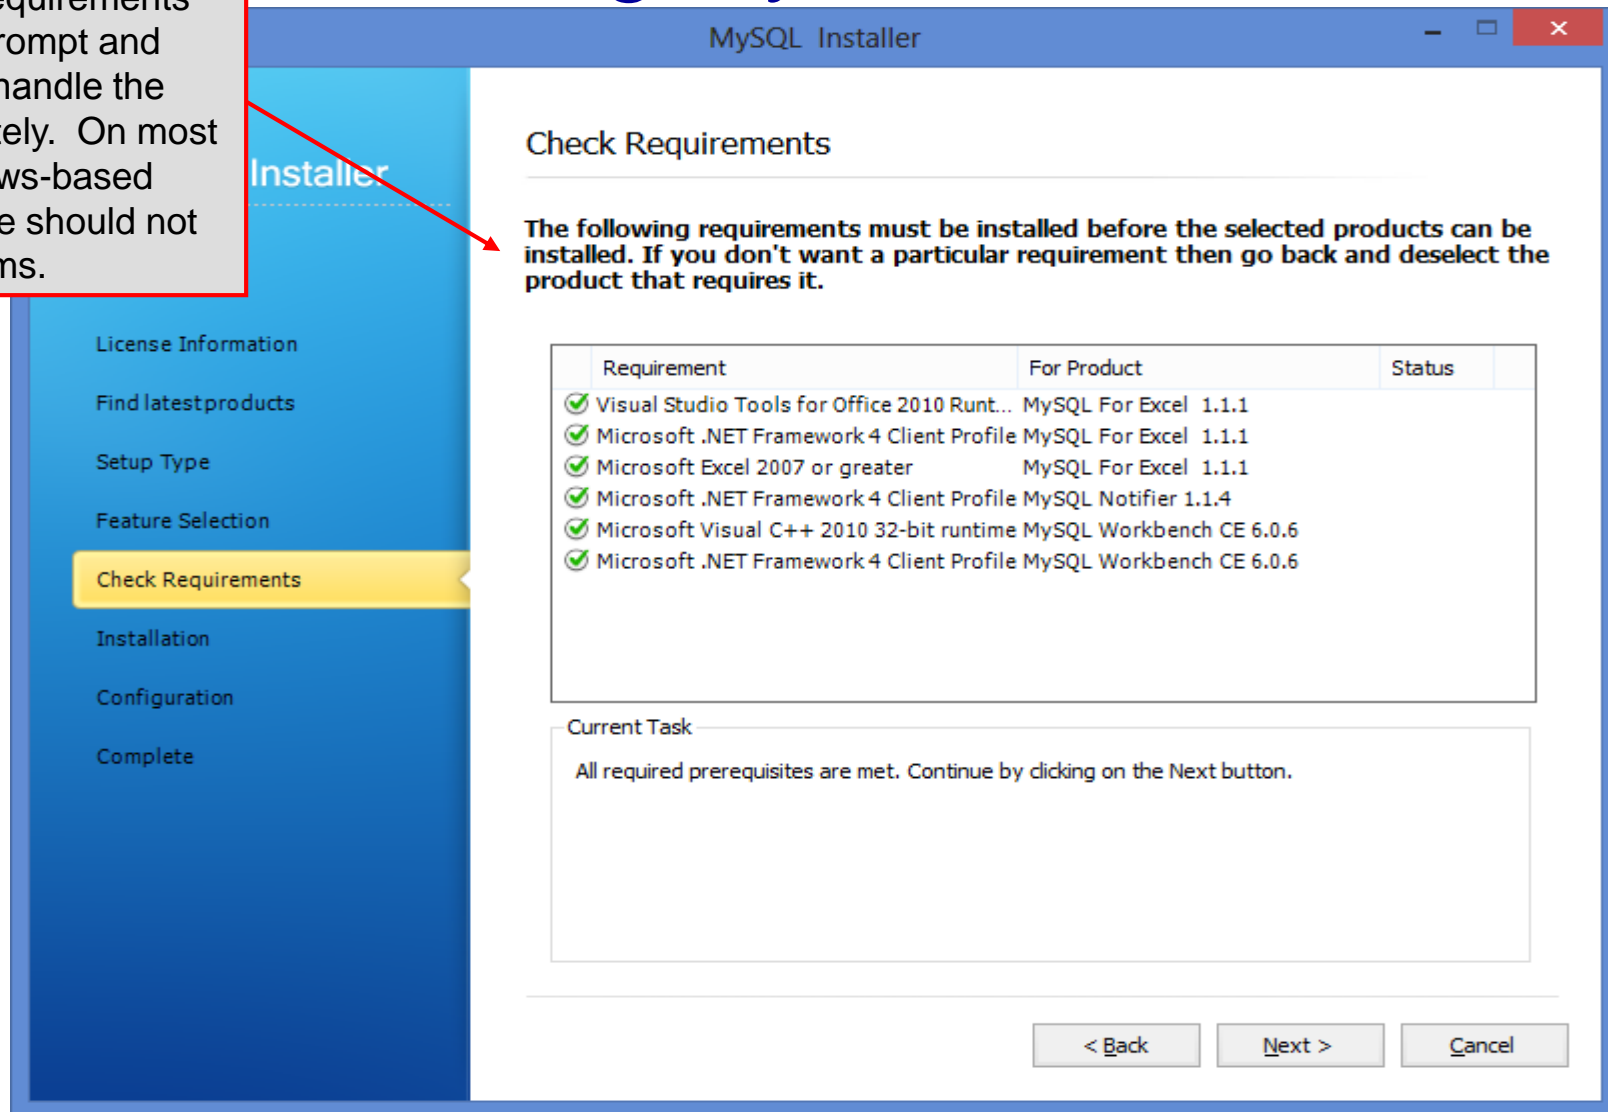 MySQL Installer
equirements
rompt and
handle the
tely. On most
ws-based
e should not
ms.
Installer
License Information
Find latest products
Setup Type
Feature Selection
Check Requirements
Installation
Configuration
Complete
Check Requirements
The following requirements must be installed before the selected products can be
installed. If you don't want a particular requirement then go back and deselect the
product that requires it.
Requirement For Product Status
Visual Studio Tools for Office 2010 Runt... MySQL For Excel 1.1.1
Microsoft .NET Framework 4 Client Profile MySQL For Excel 1.1.1
Microsoft Excel 2007 or greater MySQL For Excel 1.1.1
Microsoft .NET Framework 4 Client Profile MySQL Notifier 1.1.4
Microsoft Visual C++ 2010 32-bit runtime MySQL Workbench CE 6.0.6
Microsoft .NET Framework 4 Client Profile MySQL Workbench CE 6.0.6
Current Task
All required prerequisites are met. Continue by clicking on the Next button.
< Back Next > Cancel